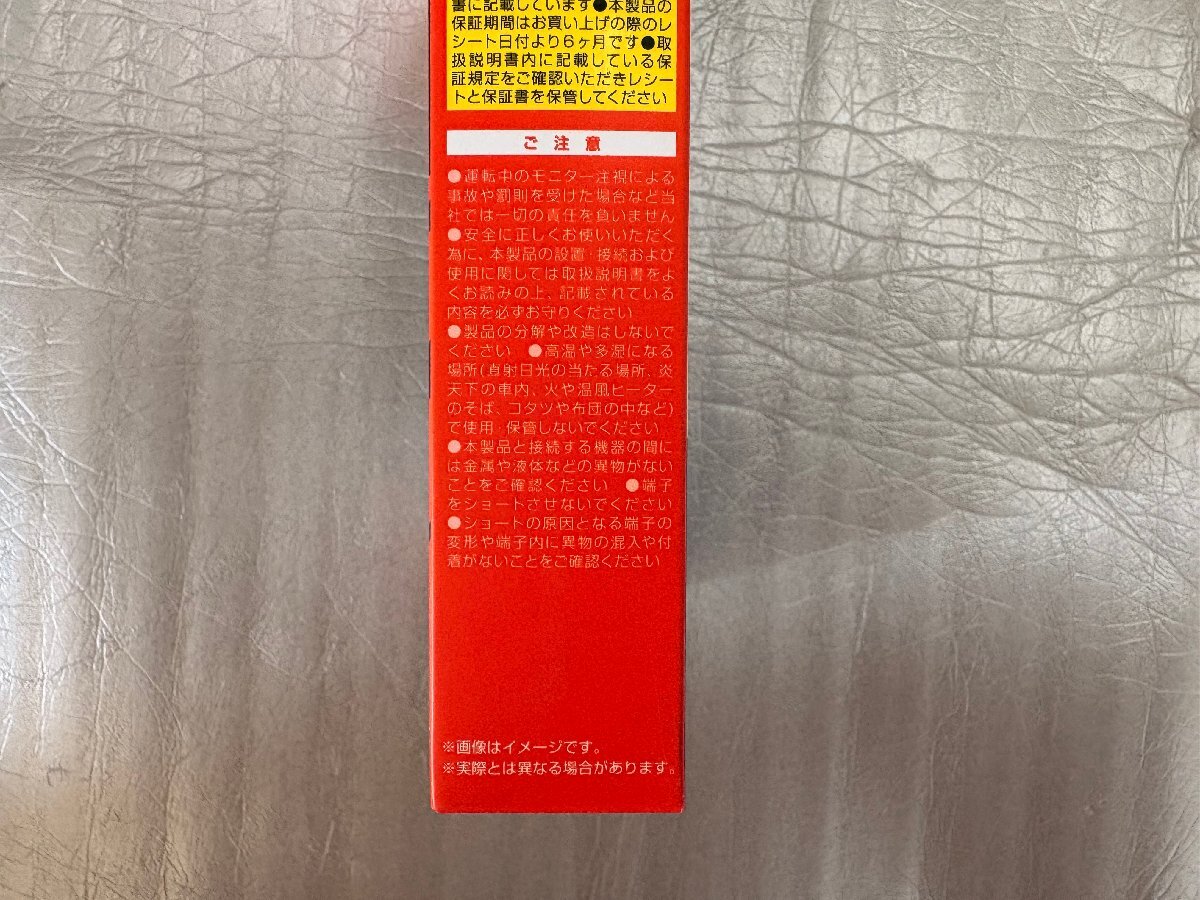 書に記載しています●本製品の
保証期間はお買い上げの際のレ
シート日付より6ヶ月です●取
扱説明書内に記載している保
証規定をご確認いただきレシー
トと保証書を保管してください
ご注意
●運転中のモニター注視による
事故や罰則を受けた場合など当
社では一切の責任を負いません
●安全に正しくお使いいただく
為に、本製品の設置・接続および
使用に関しては取扱説明書をよ
くお読みの上、記載されている
内容を必ずお守りください
●製品の分解や改造はしないで
ください ●高温や多湿になる
場所(直射日光の当たる場所、炎
天下の車内、火や温風ヒーター
のそば、コタツや布団の中など)
で使用・保管しないでください
●本製品と接続する機器の間に
は金属や液体などの異物がない
ことをご確認ください ●端子
をショートさせないでください
●ショートの原因となる端子の
変形や端子内に異物の混入や付
着がないことをご確認ください
※画像はイメージです。
※実際とは異なる場合があります。